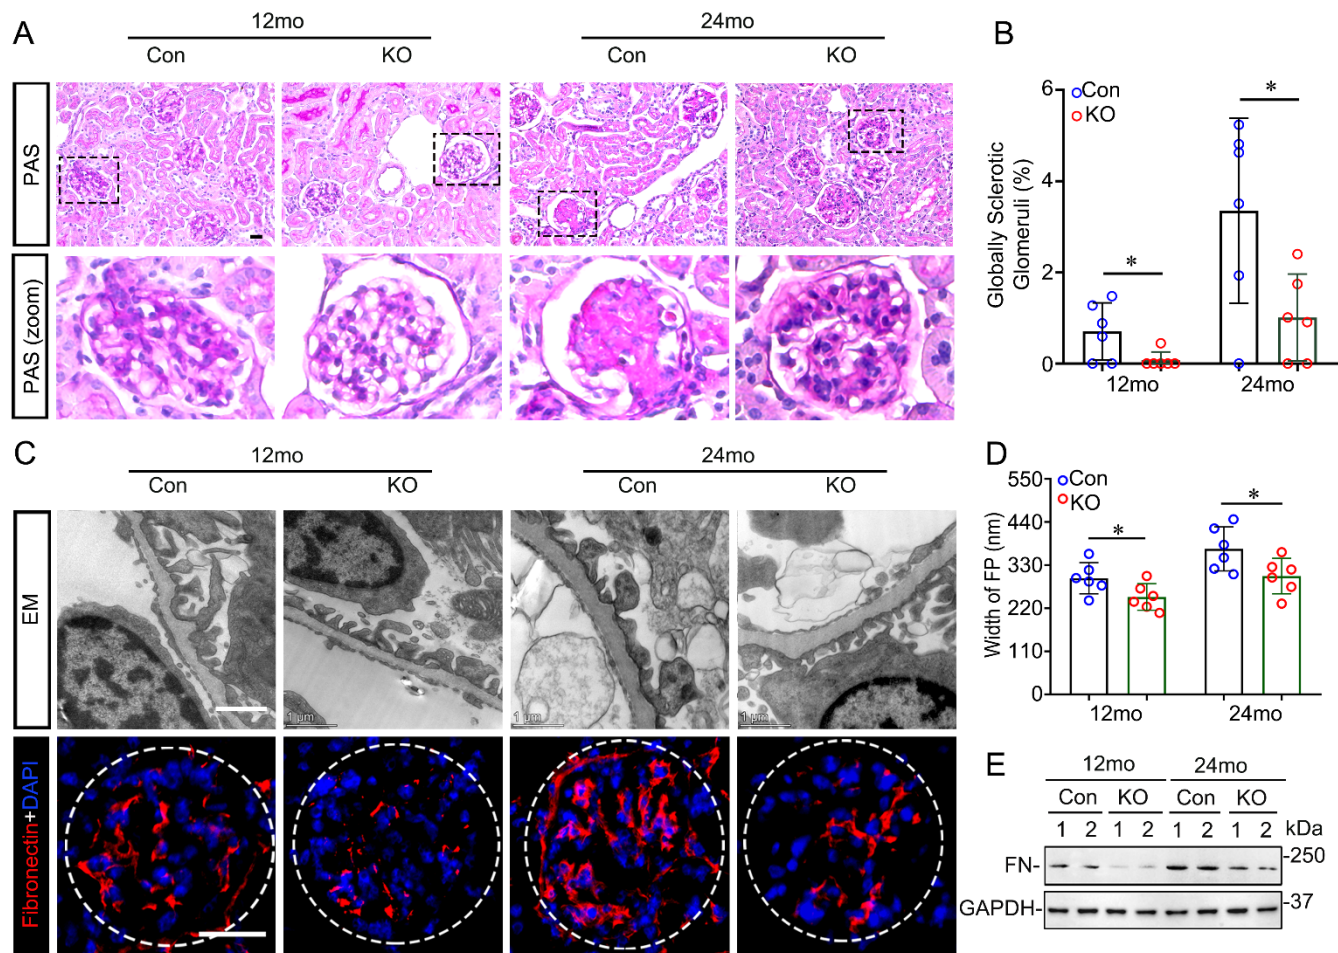 A
12mo
24mo
Con
KO
Con
KO
PAS
PAS (zoom)
B
Globally Sclerotic
Glomeruli (%)
Con
KO
*
*
6
4
2
0
12mo
24mo
C
12mo
24mo
Con
KO
Con
KO
EM
1 µm
1 µm
1 µm
Fibronectin+DAPI
D
Width of FP (nm)
Con
KO
*
*
550
440
330
220
110
0
12mo
24mo
E
12mo
24mo
Con
KO
Con
KO
1 2 1 2 1 2 1 2 kDa
FN-
-250
GAPDH-
-37